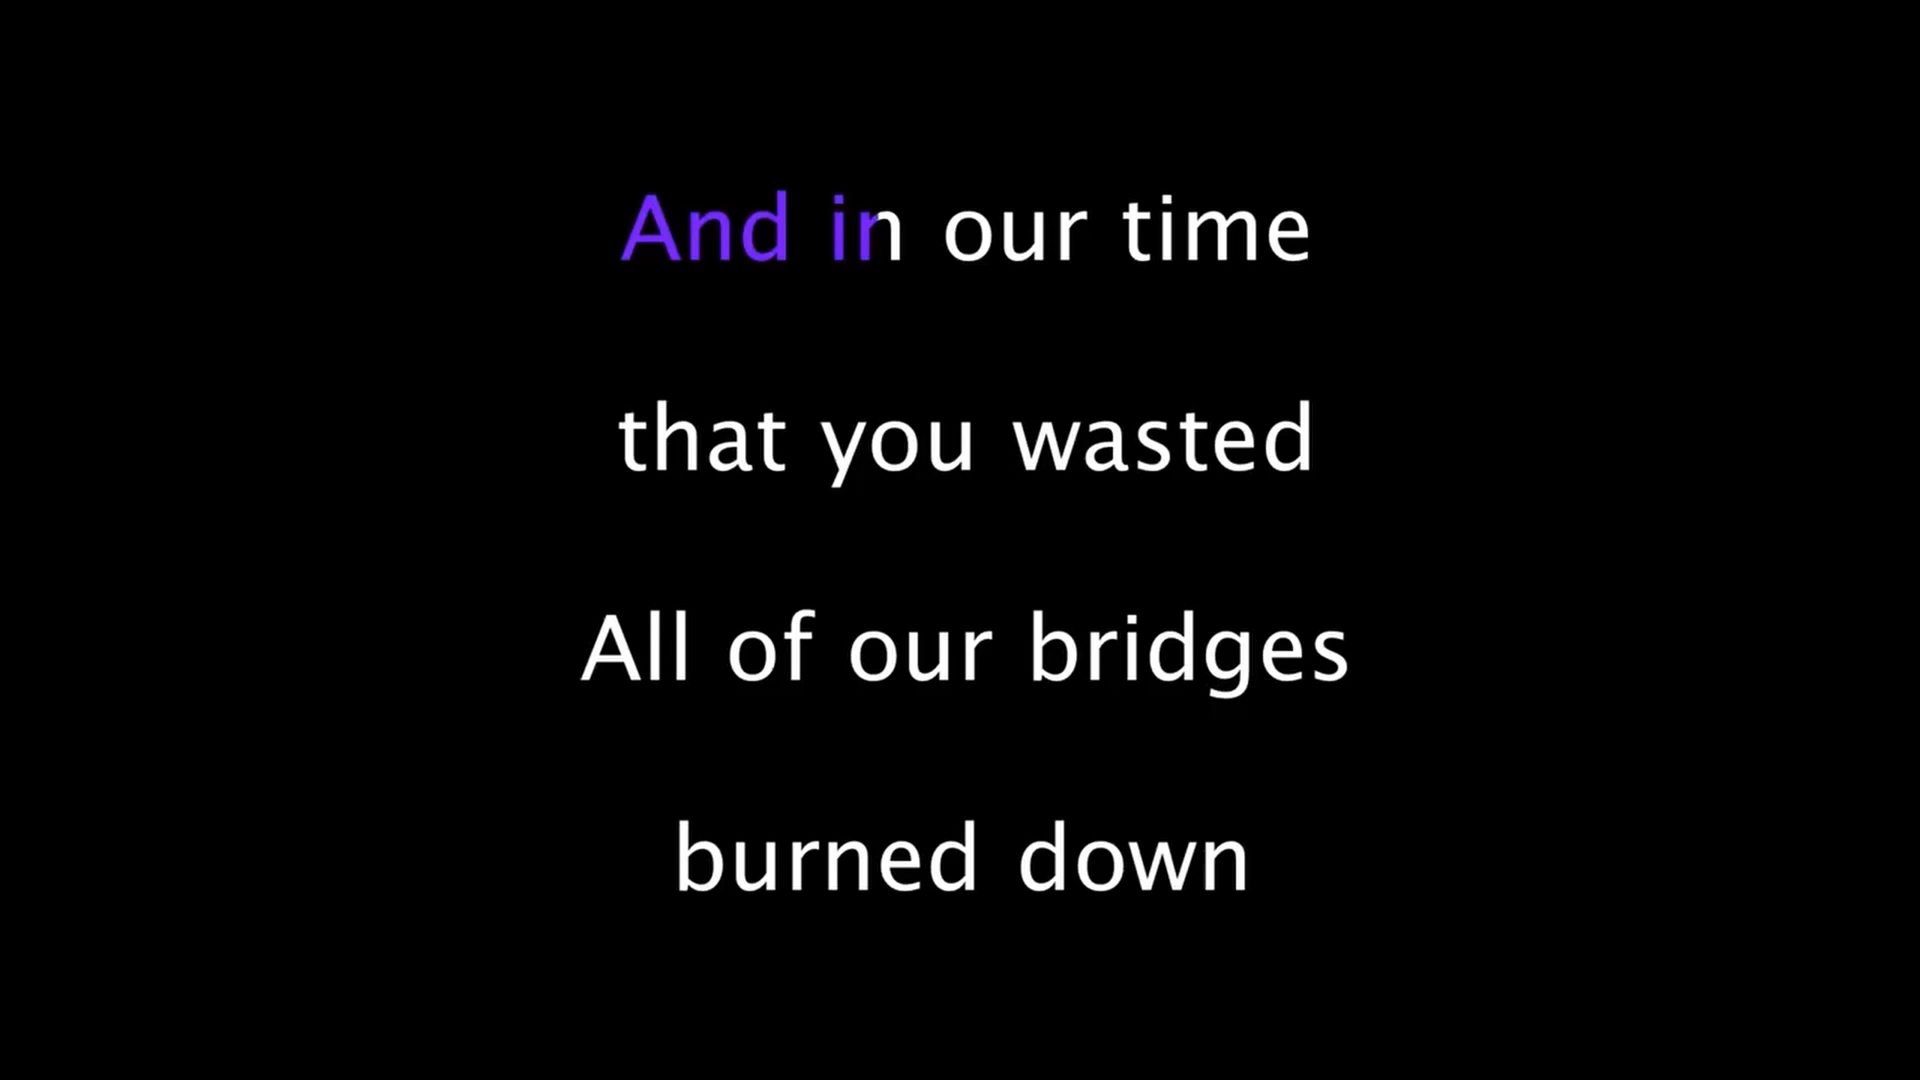 And in our time
that you wasted
All of our bridges
burned down